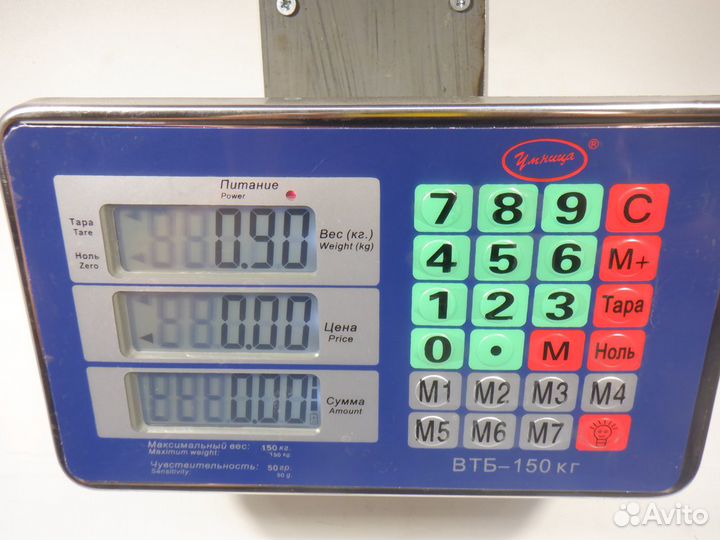 Умница ®
Питание
Power
Тара
Tare
Ноль
Zero
0.90
Вес (кг.)
Weight (kg)
0.00
Цена
Price
0.00
Сумма
Amount
Максимальный вес: 150 кг.
Maximum weight: 150 kg.
Чувствительность: 50 гр.
Sensitivity: 50 g.
7 8 9 C
4 5 6 M+
1 2 3 Тара
0 • M Ноль
M1 M2 M3 M4
M5 M6 M7
ВТБ-150 кг
Avito